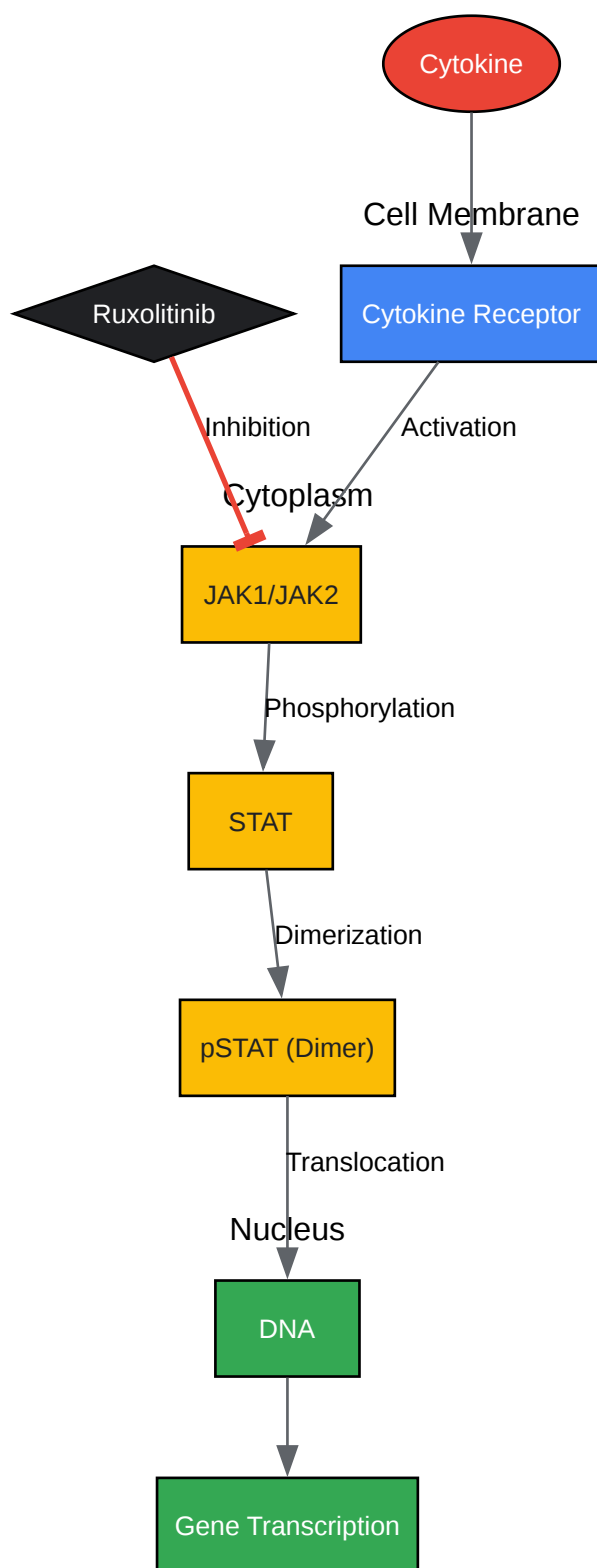 Cytokine
Cell Membrane
Ruxolitinib
Cytokine Receptor
Inhibition
Activation
Cytoplasm
JAK1/JAK2
Phosphorylation
STAT
Dimerization
pSTAT (Dimer)
Translocation
Nucleus
DNA
Gene Transcription